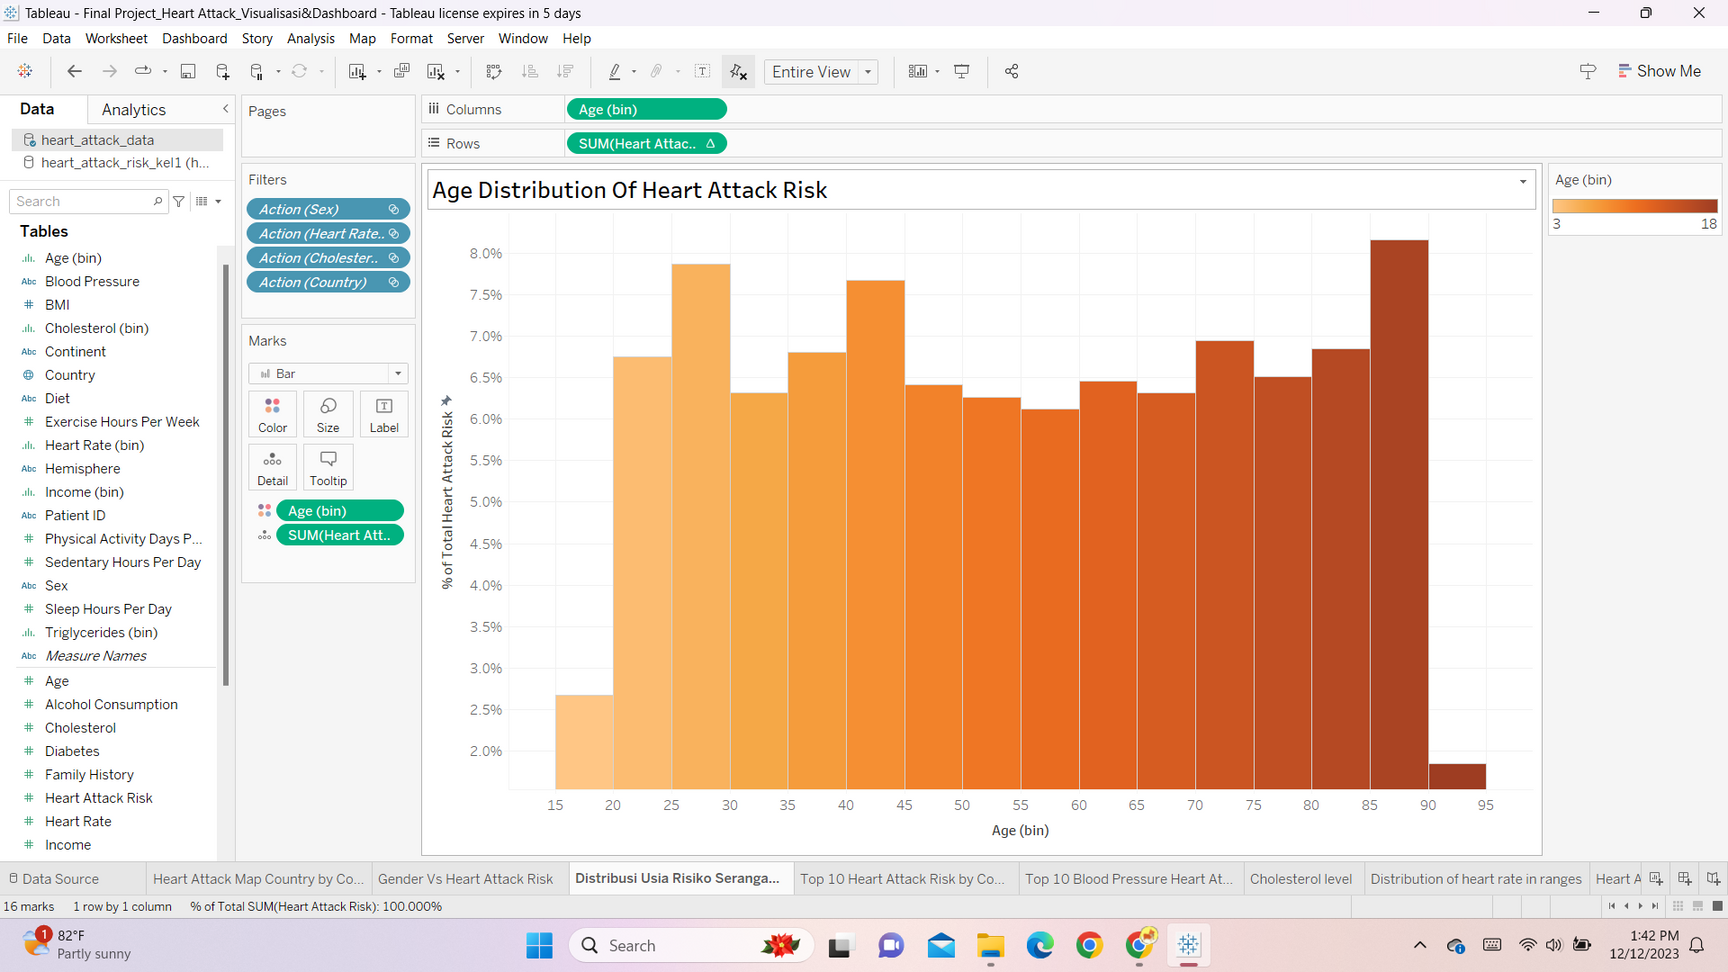 Tableau - Final Project_Heart Attack_Visualisasi&Dashboard - Tableau license expires in 5 days
File Data Worksheet Dashboard Story Analysis Map Format Server Window Help
Entire View
Show Me
Data Analytics
heart_attack_data
heart_attack_risk_kel1 (h...
Search
Tables
Age (bin)
Abc Blood Pressure
# BMI
Cholesterol (bin)
Abc Continent
Country
Abc Diet
# Exercise Hours Per Week
Heart Rate (bin)
Abc Hemisphere
Income (bin)
Abc Patient ID
# Physical Activity Days P...
# Sedentary Hours Per Day
Abc Sex
# Sleep Hours Per Day
Triglycerides (bin)
Abc Measure Names
# Age
# Alcohol Consumption
# Cholesterol
# Diabetes
# Family History
# Heart Attack Risk
# Heart Rate
# Income
Pages
Filters
Action (Sex)
Action (Heart Rate..
Action (Cholester..
Action (Country)
Marks
Bar
Color Size Label
Detail Tooltip
Age (bin)
SUM(Heart Att..
Columns Age (bin)
Rows SUM(Heart Attac.. Δ
Age Distribution Of Heart Attack Risk
% of Total Heart Attack Risk
8.0%
7.5%
7.0%
6.5%
6.0%
5.5%
5.0%
4.5%
4.0%
3.5%
3.0%
2.5%
2.0%
15 20 25 30 35 40 45 50 55 60 65 70 75 80 85 90 95
Age (bin)
Age (bin)
3 18
Data Source Heart Attack Map Country by Co... Gender Vs Heart Attack Risk Distribusi Usia Risiko Seranga... Top 10 Heart Attack Risk by Co... Top 10 Blood Pressure Heart At... Cholesterol level Distribution of heart rate in ranges Heart A
16 marks 1 row by 1 column % of Total SUM(Heart Attack Risk): 100.000%
1
82°F
Partly sunny
Search
1:42 PM
12/12/2023